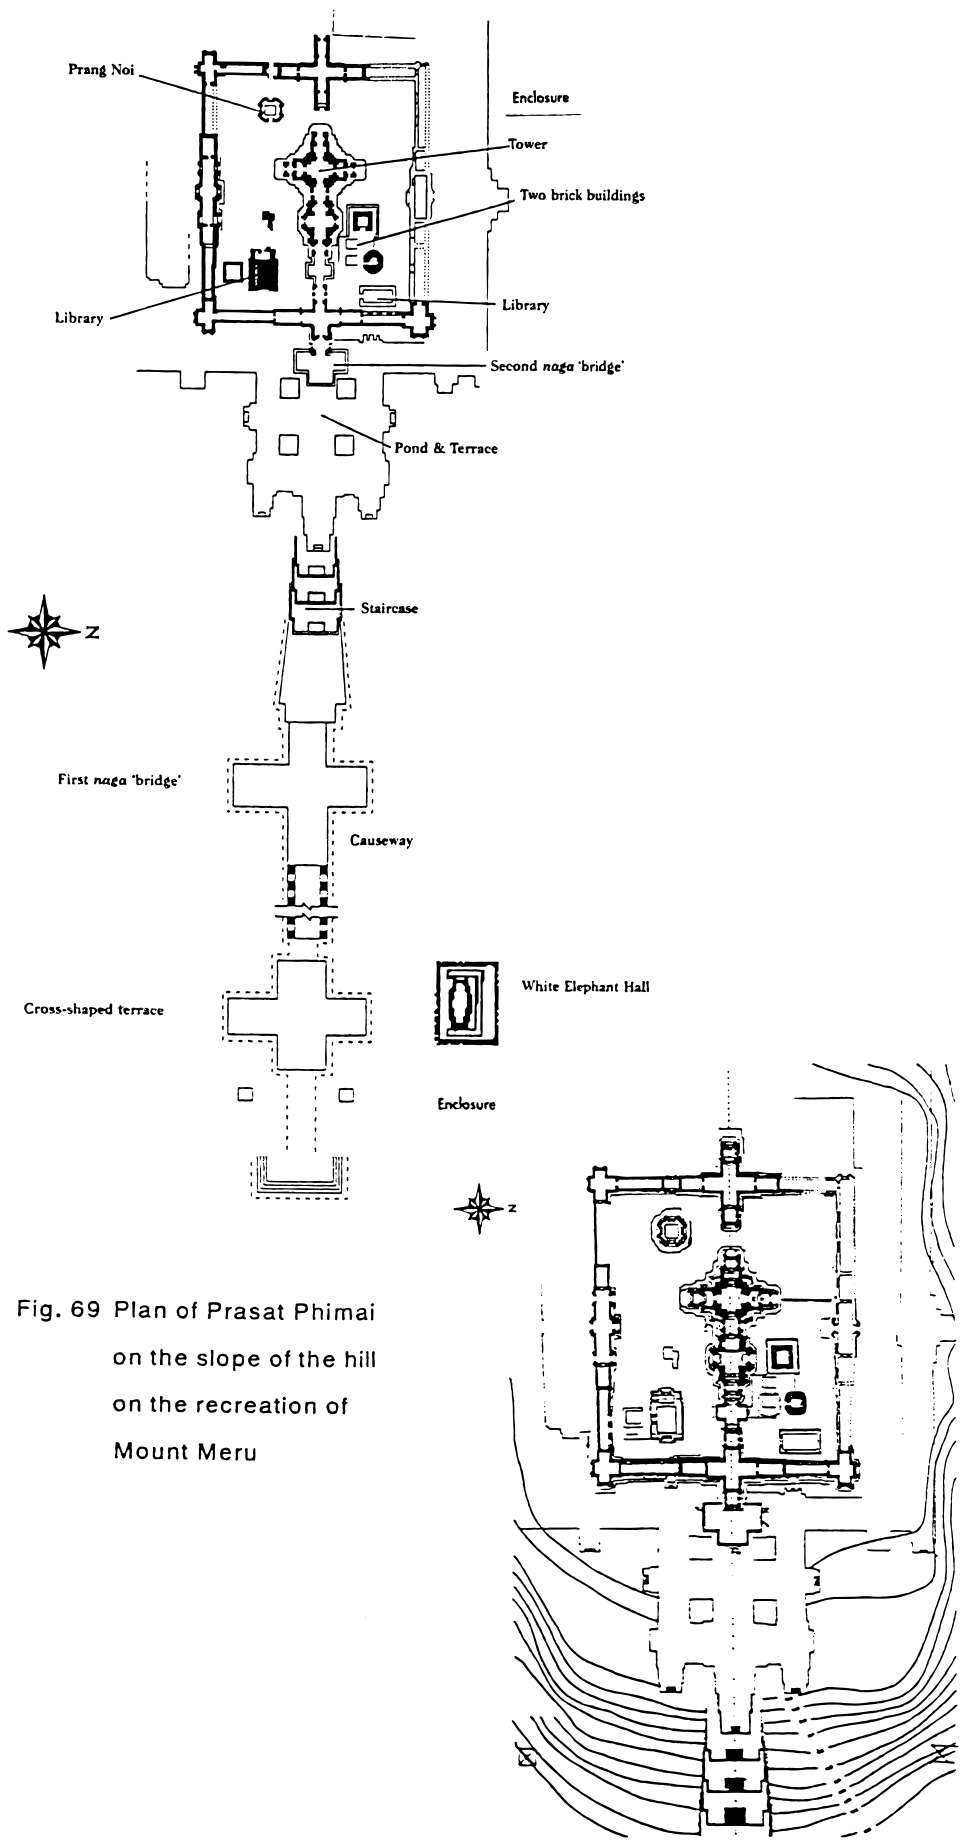 Prang Noi
Enclosure
Tower
Two brick buildings
Library
Library
Second naga 'bridge'
Pond & Terrace
Staircase
N
First naga 'bridge'
Causeway
White Elephant Hall
Cross-shaped terrace
Enclosure
N
Fig. 69 Plan of Prasat Phimai
on the slope of the hill
on the recreation of
Mount Meru